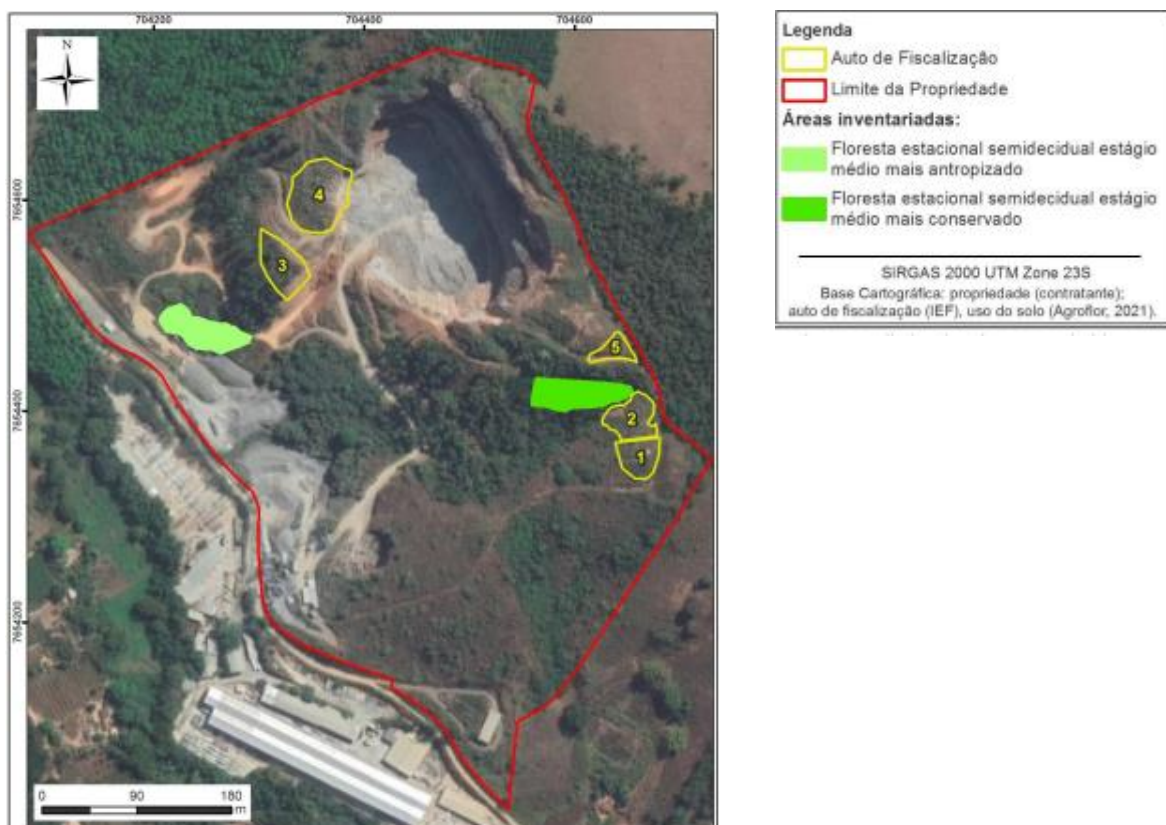 704200 704400 704600
N
7654600
7654400
7654200
4
3
5
2
1
0 90 180
m
Legenda
Auto de Fiscalização
Limite da Propriedade
Áreas inventariadas:
Floresta estacional semidecidual estágio
médio mais antropizado
Floresta estacional semidecidual estágio
médio mais conservado
SIRGAS 2000 UTM Zone 23S
Base Cartográfica: propriedade (contratante);
auto de fiscalização (IEF), uso do solo (Agroflor, 2021).